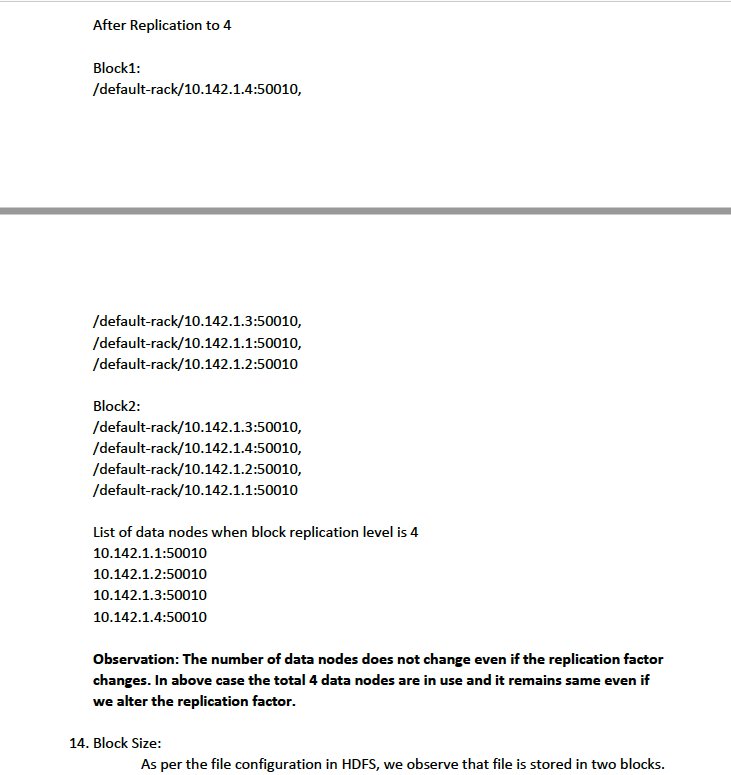 After Replication to 4
Block1:
/default-rack/10.142.1.4:50010,
/default-rack/10.142.1.3:50010,
/default-rack/10.142.1.1:50010,
/default-rack/10.142.1.2:50010
Block2:
/default-rack/10.142.1.3:50010,
/default-rack/10.142.1.4:50010,
/default-rack/10.142.1.2:50010,
/default-rack/10.142.1.1:50010
List of data nodes when block replication level is 4
10.142.1.1:50010
10.142.1.2:50010
10.142.1.3:50010
10.142.1.4:50010
Observation: The number of data nodes does not change even if the replication factor
changes. In above case the total 4 data nodes are in use and it remains same even if
we alter the replication factor.
14. Block Size:
As per the file configuration in HDFS, we observe that file is stored in two blocks.